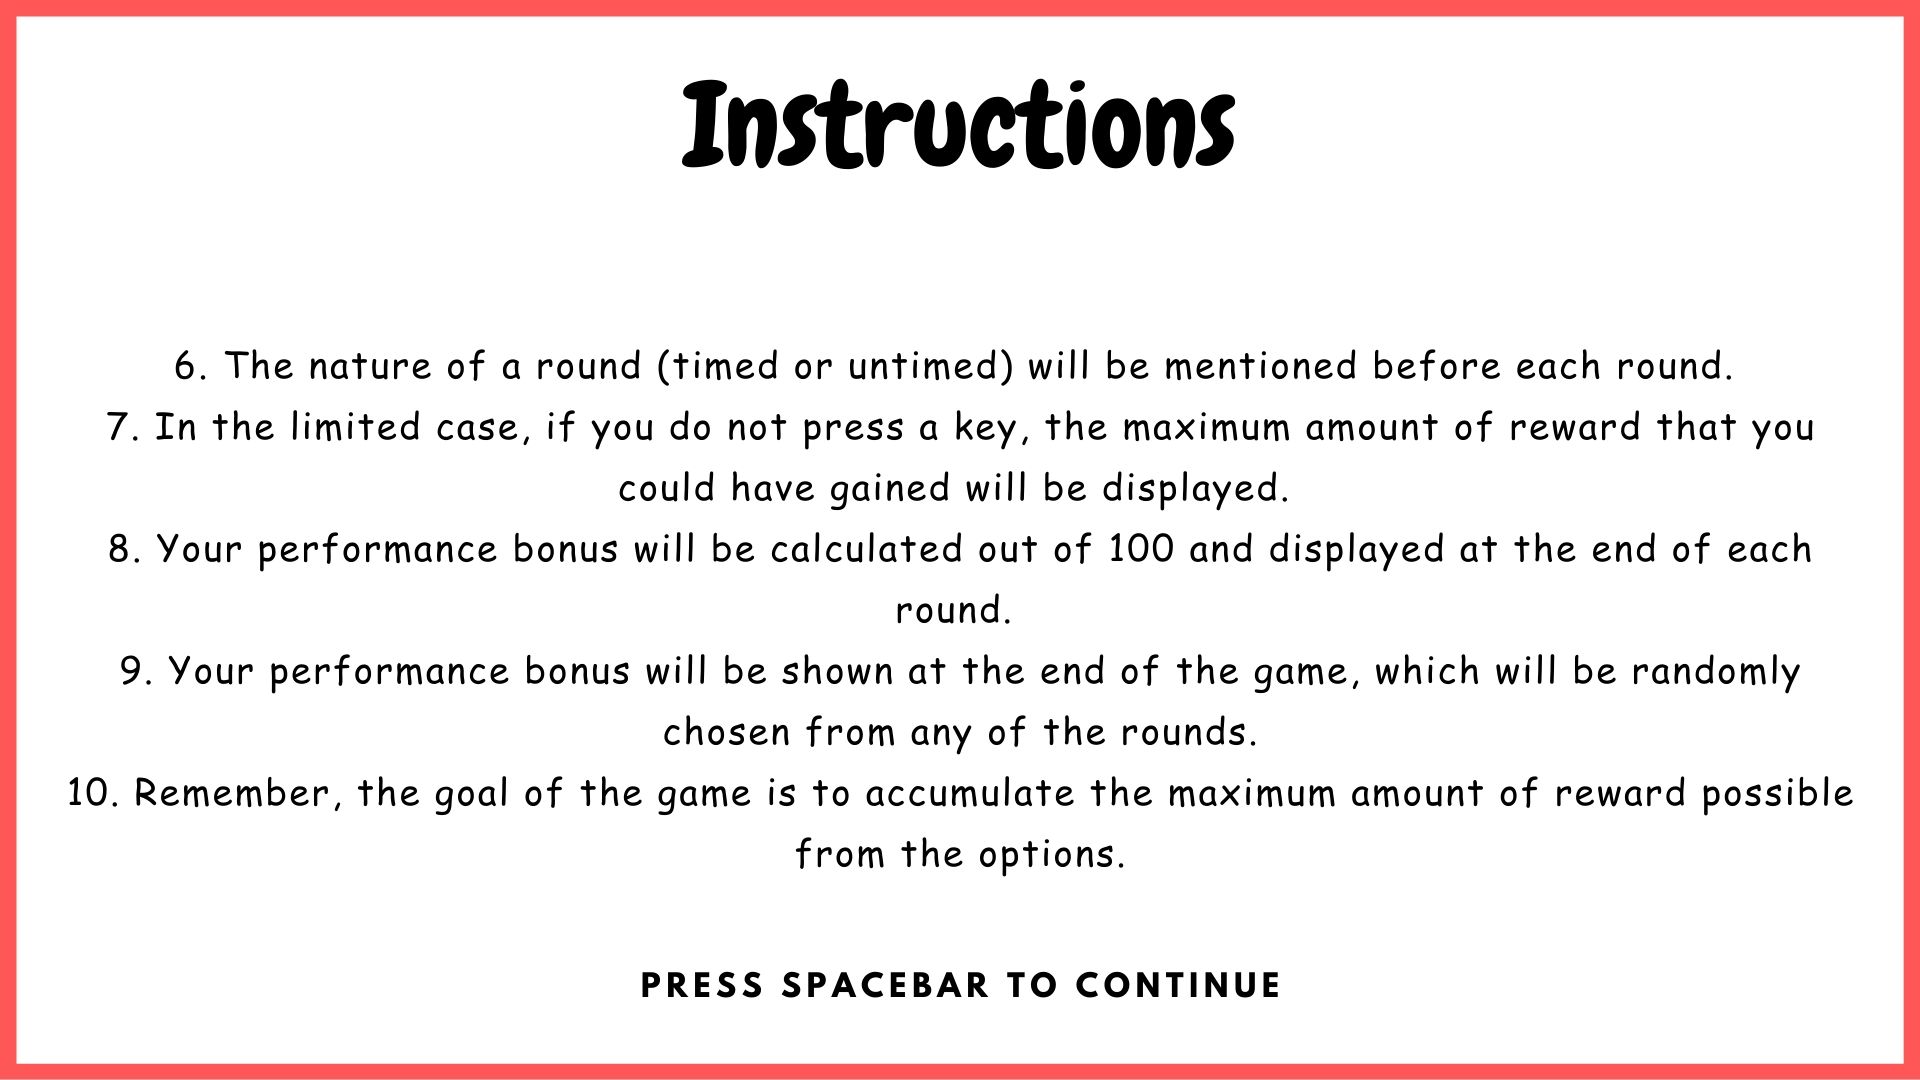 Instructions
6. The nature of a round (timed or untimed) will be mentioned before each round.
7. In the limited case, if you do not press a key, the maximum amount of reward that you
could have gained will be displayed.
8. Your performance bonus will be calculated out of 100 and displayed at the end of each
round.
9. Your performance bonus will be shown at the end of the game, which will be randomly
chosen from any of the rounds.
10. Remember, the goal of the game is to accumulate the maximum amount of reward possible
from the options.
PRESS SPACEBAR TO CONTINUE